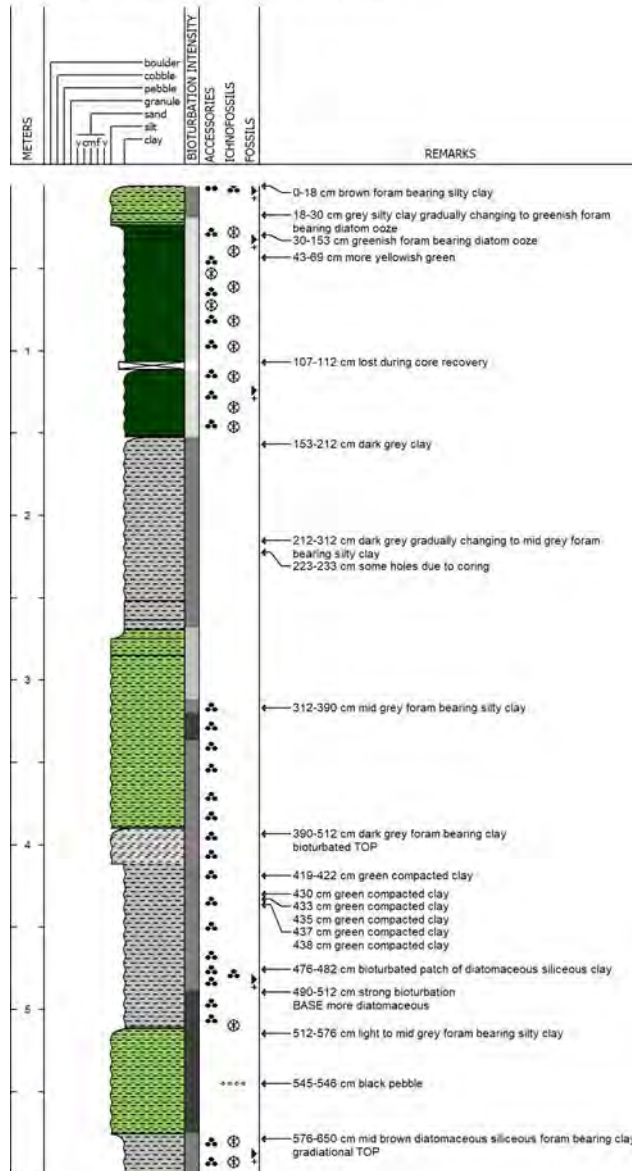 boulder
cobble
pebble
granule
sand
v c m f v
silt
clay
METERS
BIOTURBATION INTENSITY
ACCESSORIES
ICHNOFOSSILS
FOSSILS
REMARKS
0-18 cm brown foram bearing silty clay
18-30 cm grey silty clay gradually changing to greenish foram
bearing diatom ooze
30-153 cm greenish foram bearing diatom ooze
43-69 cm more yellowish green
1
107-112 cm lost during core recovery
153-212 cm dark grey clay
2
212-312 cm dark grey gradually changing to mid grey foram
bearing silty clay
223-233 cm some holes due to coring
3
312-390 cm mid grey foram bearing silty clay
4
390-512 cm dark grey foram bearing clay
bioturbated TOP
419-422 cm green compacted clay
430 cm green compacted clay
433 cm green compacted clay
435 cm green compacted clay
437 cm green compacted clay
438 cm green compacted clay
476-482 cm bioturbated patch of diatomaceous siliceous clay
490-512 cm strong bioturbation
BASE more diatomaceous
5
512-576 cm light to mid grey foram bearing silty clay
545-546 cm black pebble
576-650 cm mid brown diatomaceous siliceous foram bearing clay
gradiational TOP